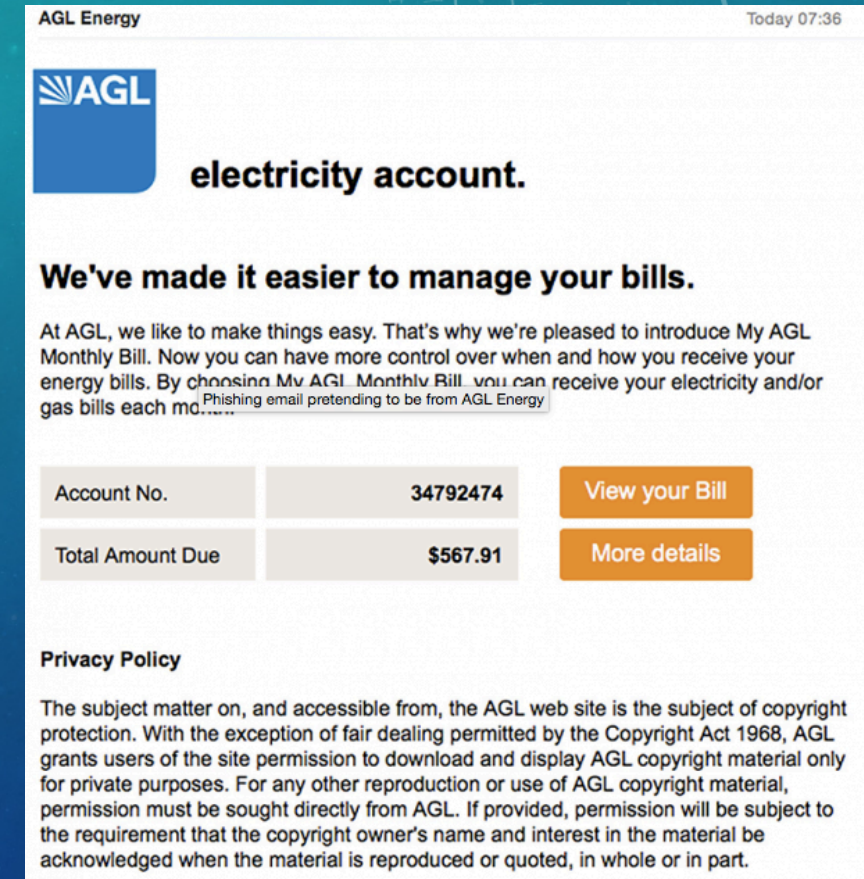 AGL Energy Today 07:36
AGL
electricity account.
We've made it easier to manage your bills.
At AGL, we like to make things easy. That's why we're pleased to introduce My AGL
Monthly Bill. Now you can have more control over when and how you receive your
energy bills. By choosing My AGL Monthly Bill, you can receive your electricity and/or
gas bills each month.
Phishing email pretending to be from AGL Energy
Account No. 34792474 View your Bill
Total Amount Due $567.91 More details
Privacy Policy
The subject matter on, and accessible from, the AGL web site is the subject of copyright
protection. With the exception of fair dealing permitted by the Copyright Act 1968, AGL
grants users of the site permission to download and display AGL copyright material only
for private purposes. For any other reproduction or use of AGL copyright material,
permission must be sought directly from AGL. If provided, permission will be subject to
the requirement that the copyright owner's name and interest in the material be
acknowledged when the material is reproduced or quoted, in whole or in part.